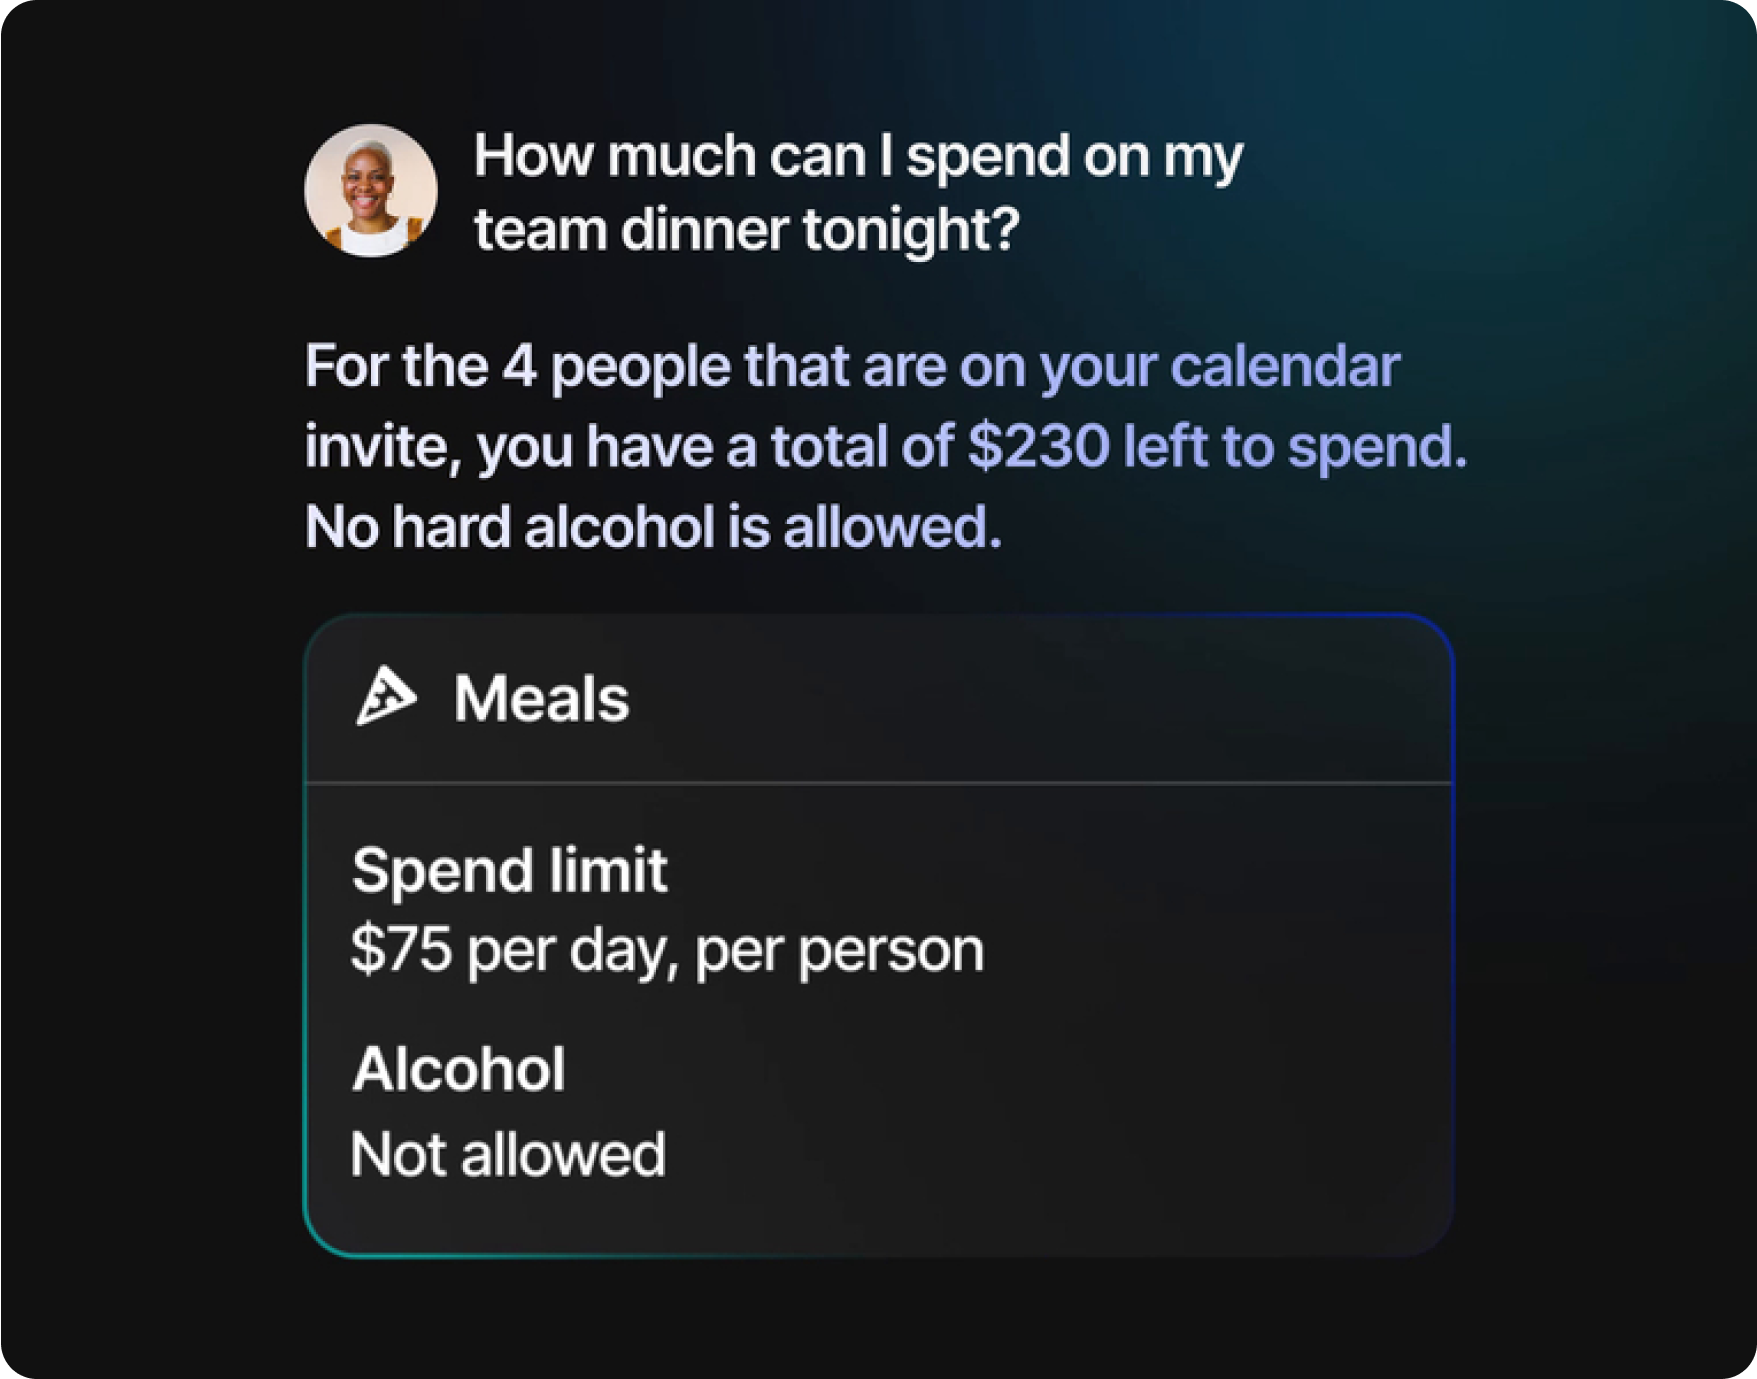 How much can I spend on my
team dinner tonight?
For the 4 people that are on your calendar
invite, you have a total of $230 left to spend.
No hard alcohol is allowed.
Meals
Spend limit
$75 per day, per person
Alcohol
Not allowed